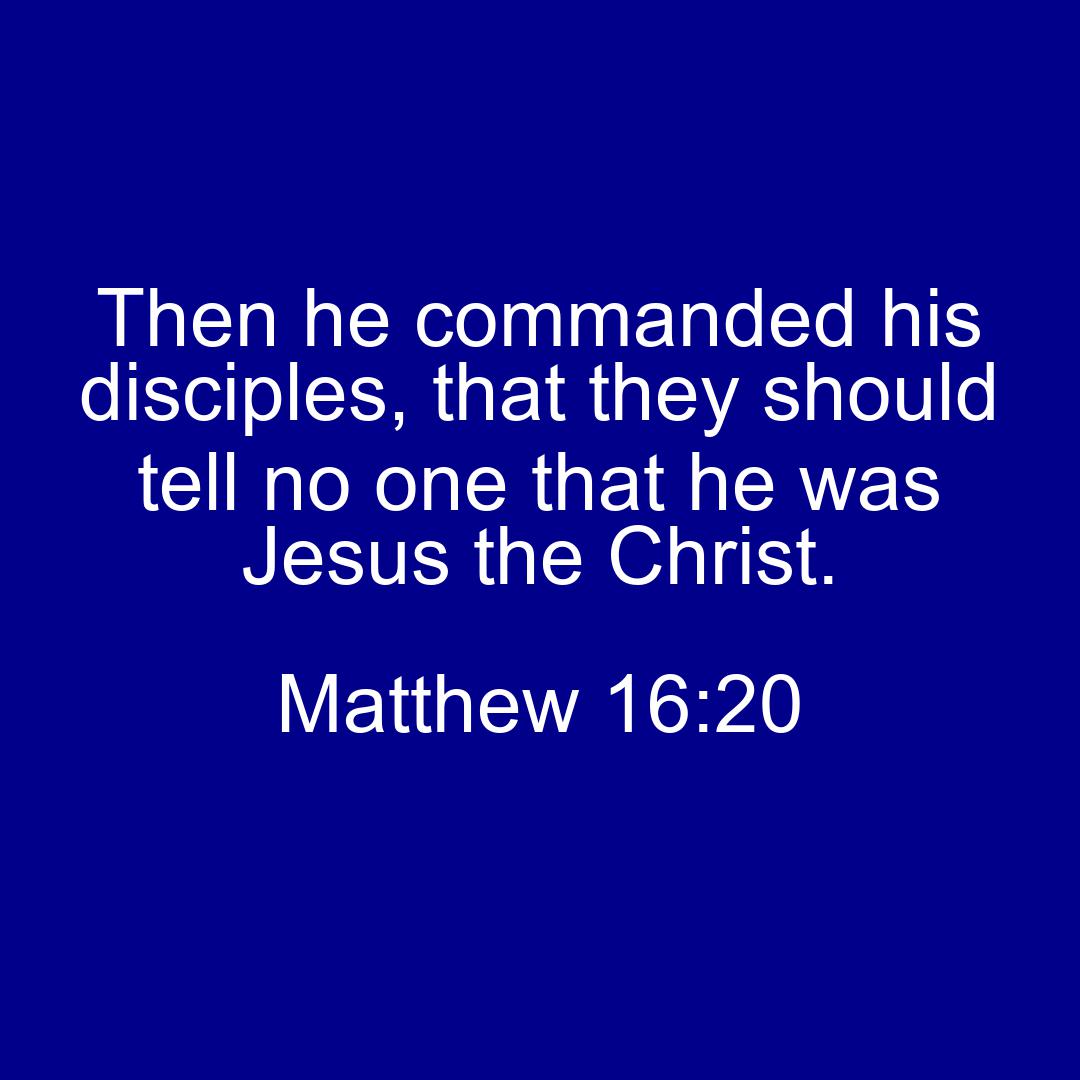 Then he commanded his
disciples, that they should
tell no one that he was
Jesus the Christ.
Matthew 16:20